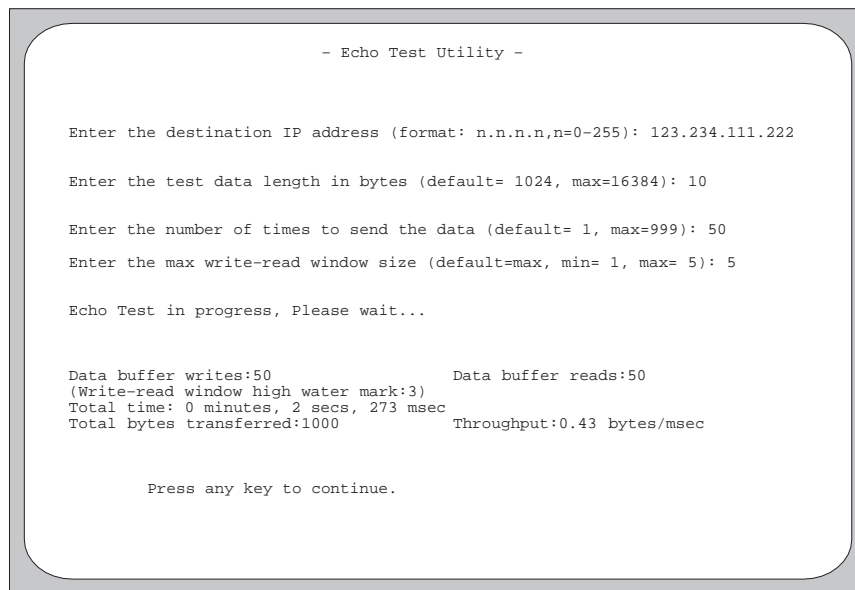 - Echo Test Utility -
Enter the destination IP address (format: n.n.n.n,n=0-255): 123.234.111.222
Enter the test data length in bytes (default= 1024, max=16384): 10
Enter the number of times to send the data (default= 1, max=999): 50
Enter the max write-read window size (default=max, min= 1, max= 5): 5
Echo Test in progress, Please wait...
Data buffer writes:50 Data buffer reads:50
(Write-read window high water mark:3)
Total time: 0 minutes, 2 secs, 273 msec
Total bytes transferred:1000 Throughput:0.43 bytes/msec
Press any key to continue.